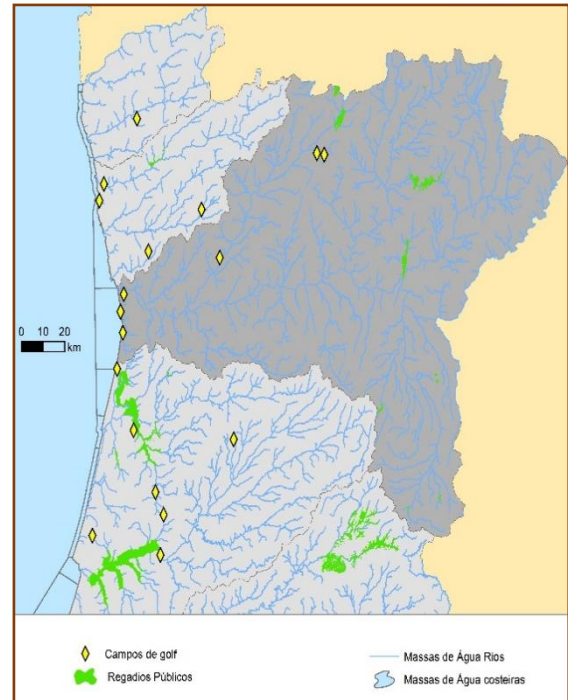 0 10 20
km
Campos de golf
Regadios Públicos
Massas de Água Rios
Massas de Água costeiras